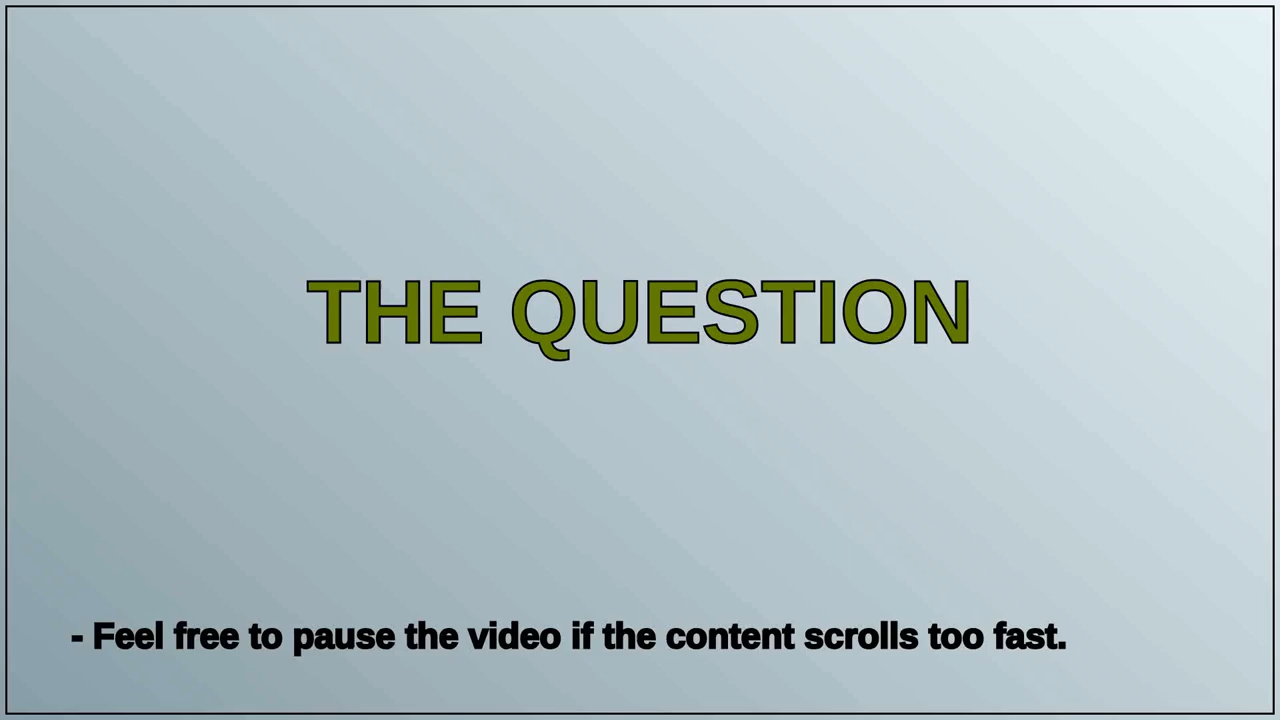 THE QUESTION
- Feel free to pause the video if the content scrolls too fast.